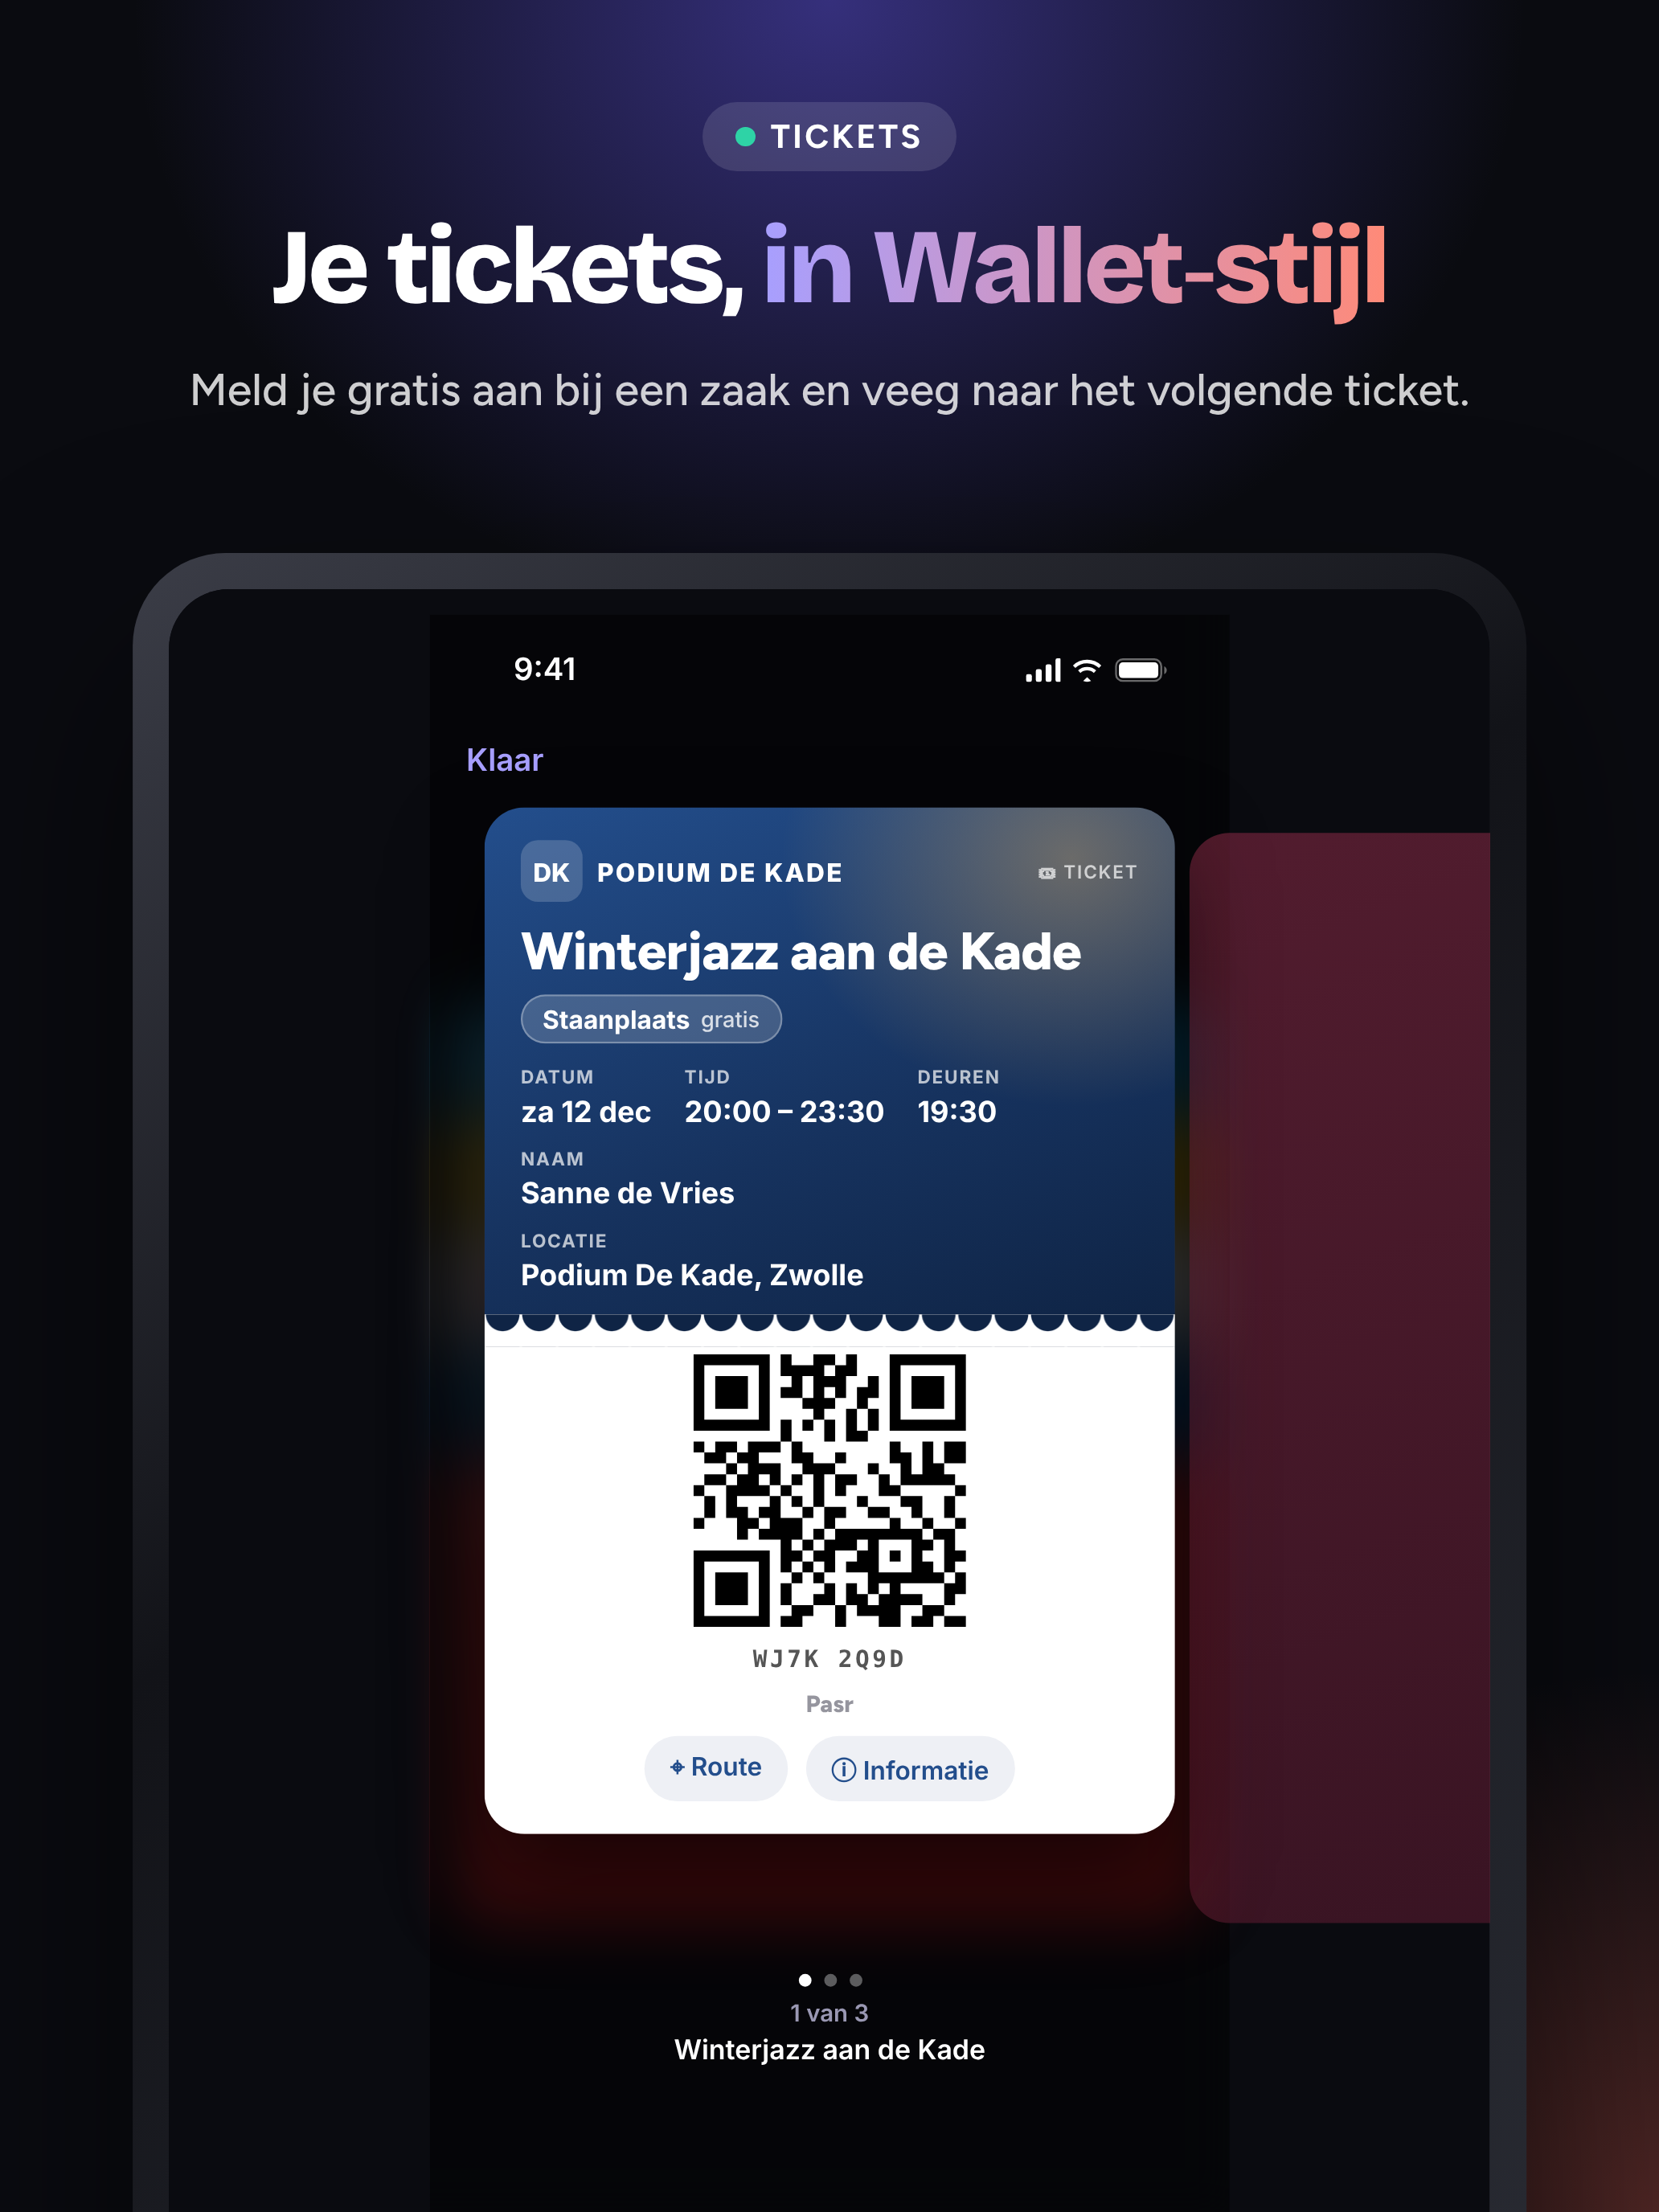 TICKETS
Je tickets, in Wallet-stijl
Meld je gratis aan bij een zaak en veeg naar het volgende ticket.
9:41
Klaar
DK PODIUM DE KADE TICKET
Winterjazz aan de Kade
Staanplaats gratis
DATUM TIJD DEUREN
za 12 dec 20:00 – 23:30 19:30
NAAM
Sanne de Vries
LOCATIE
Podium De Kade, Zwolle
WJ7K 2Q9D
Pasr
Route Informatie
1 van 3
Winterjazz aan de Kade